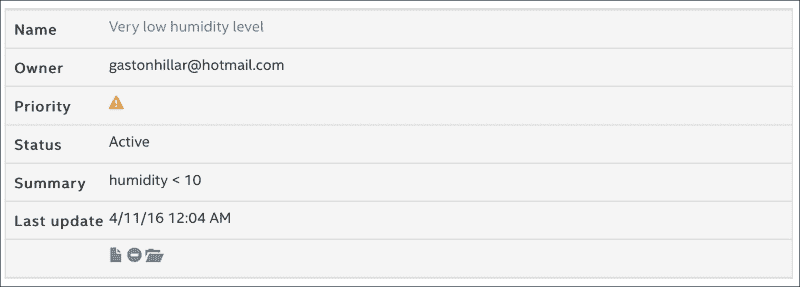 Name Very low humidity level
Owner gastonhillar@hotmail.com
Priority
Status Active
Summary humidity < 10
Last update 4/11/16 12:04 AM